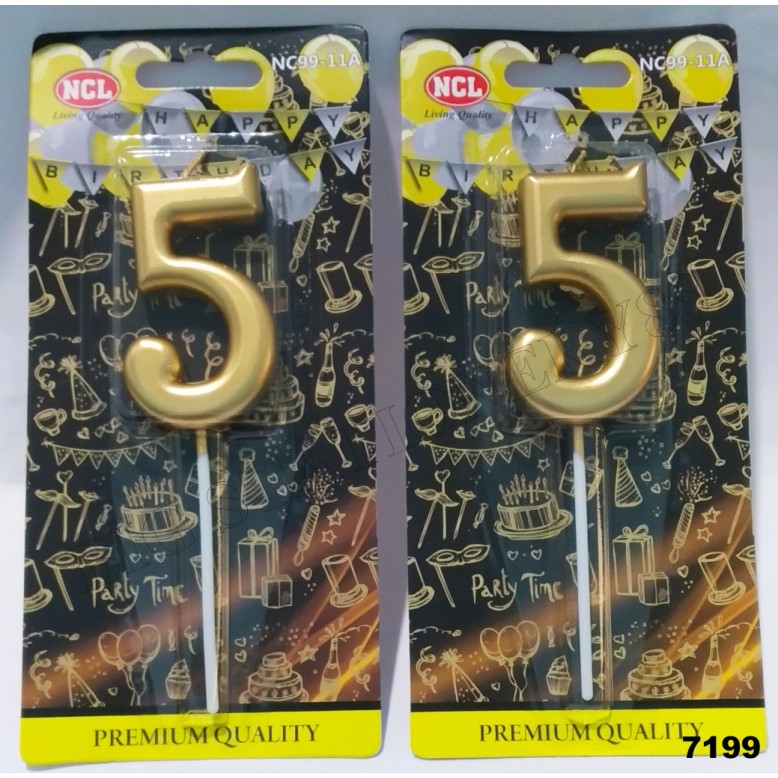 NCL
Living Quality
NC99-11A
HAPPY
BIRTHDAY
Party Time
Party Time
PREMIUM QUALITY
NCL
Living Quality
NC99-11A
HAPPY
BIRTHDAY
5
5
Party Time
Party Time
PREMIUM QUALITY
7199